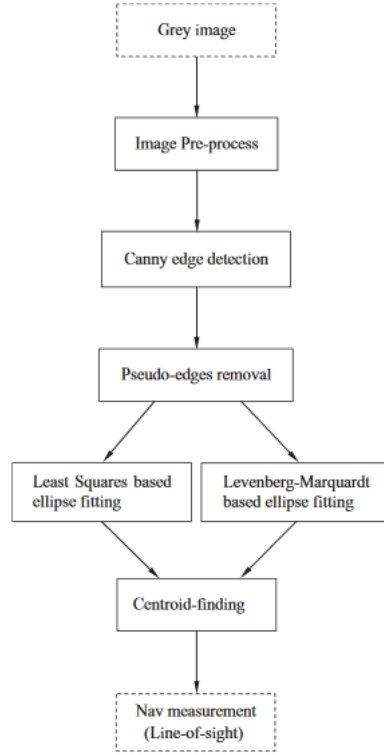 Grey image
Image Pre-process
Canny edge detection
Pseudo-edges removal
Least Squares based
ellipse fitting
Levenberg-Marquardt
based ellipse fitting
Centroid-finding
Nav measurement
(Line-of-sight)